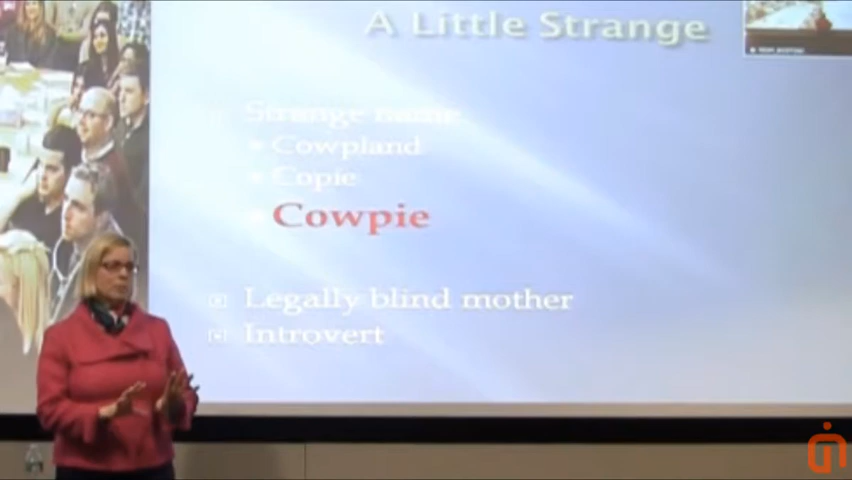 A Little Strange
Strange name
Cowpland
Copie
Cowpie
Legally blind mother
Introvert